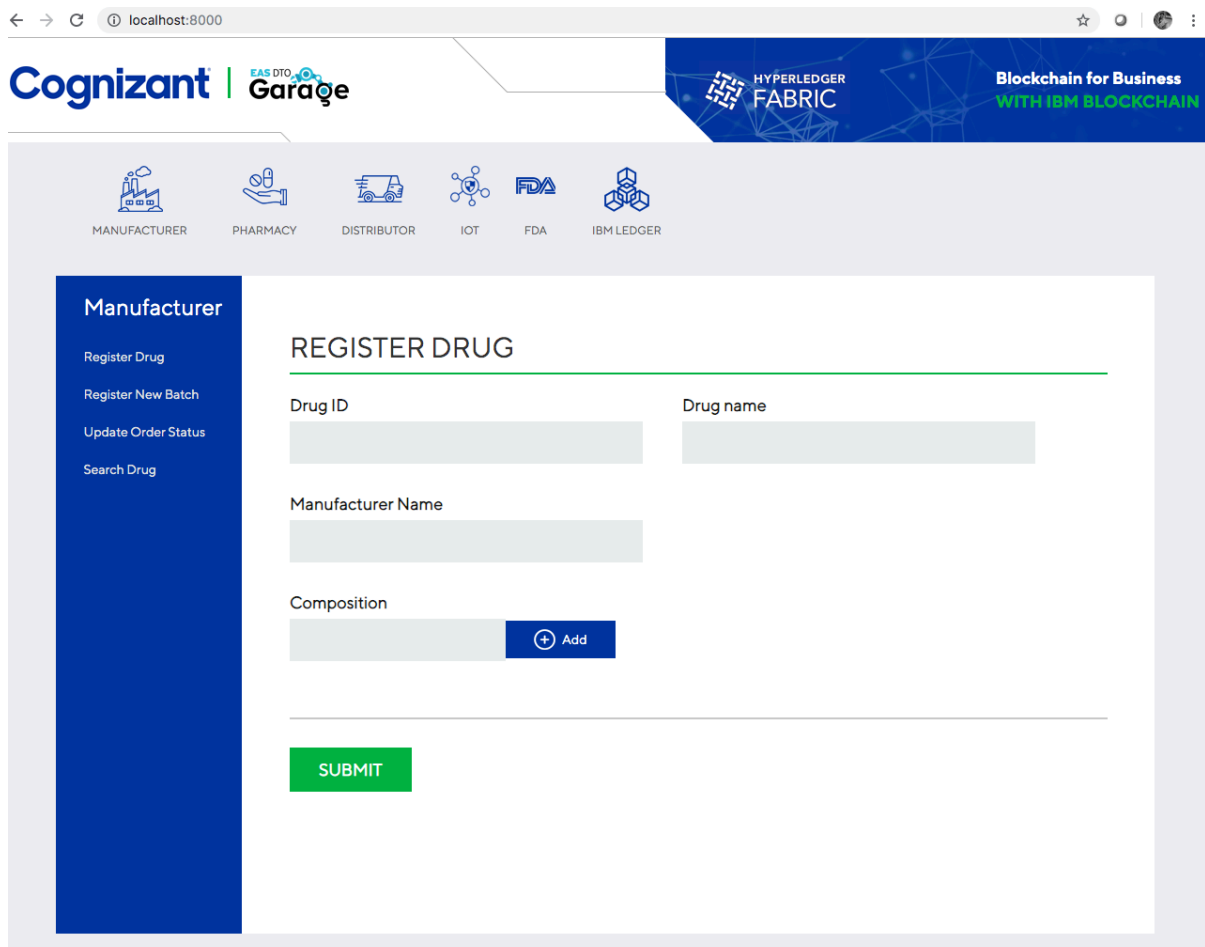 localhost:8000
Cognizant
EAS DTO
Garage
HYPERLEDGER
FABRIC
Blockchain for Business
WITH IBM BLOCKCHAIN
FDA
MANUFACTURER PHARMACY DISTRIBUTOR IOT FDA IBM LEDGER
Manufacturer
Register Drug
Register New Batch
Update Order Status
Search Drug
REGISTER DRUG
Drug ID Drug name
Manufacturer Name
Composition
Add
SUBMIT